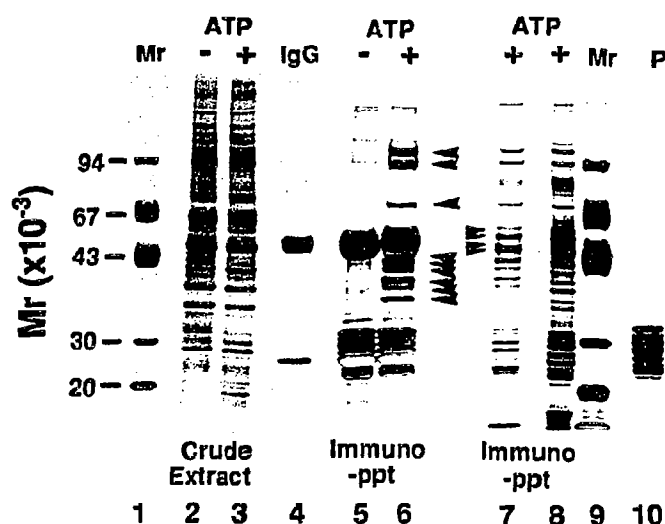 ATP ATP ATP
Mr - + IgG - + + + Mr P
94
67
43
30
20
Mr (x10-3)
Crude Extract
Immuno -ppt
Immuno -ppt
1 2 3 4 5 6 7 8 9 10